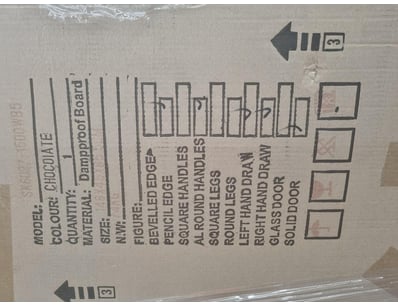 MODEL:
COLOUR: CHOCOlATE
QUANTITY: 1
MATERIAL: Dampproof Board
SIZE:
N.W:
FIGURE:
BEVELLED EDGE
PENCIL EDGE
SQUARE HANDLES
AL ROUND HANDLES
SQUARE LEGS
ROUND LEGS
LEFT HAND DRAW
RIGHT HAND DRAW
GLASS DOOR
SOLID DOOR
3
3